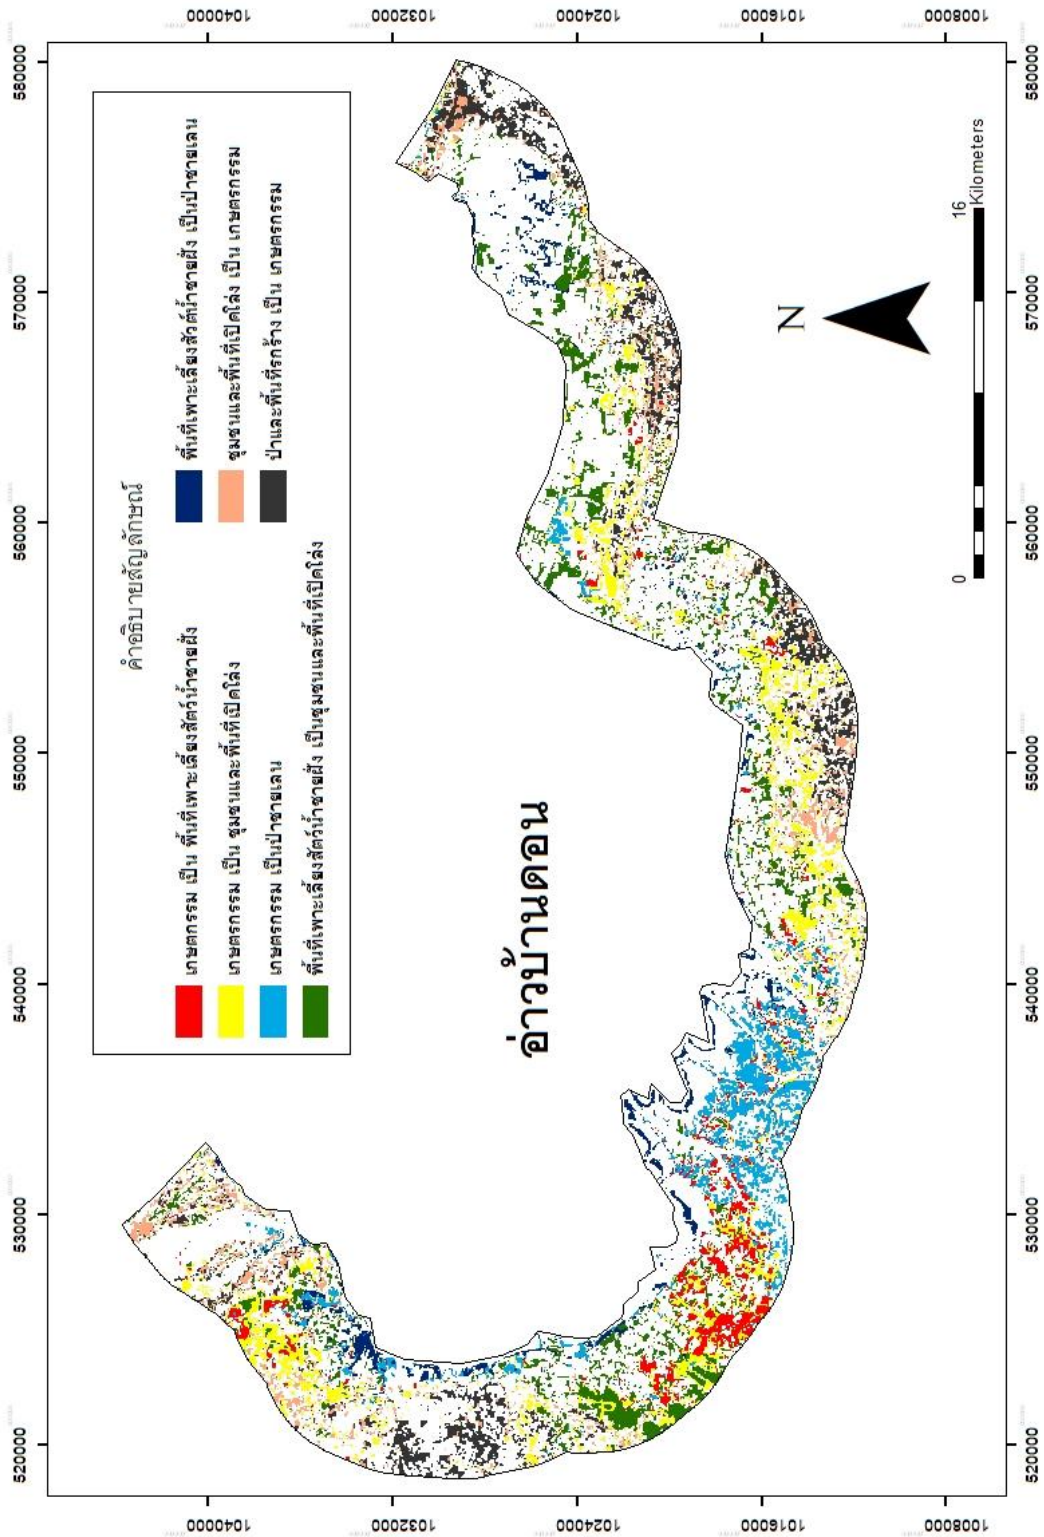 520000 530000 540000 550000 560000 570000 580000
1040000 1040000
1032000 1032000
1024000 1024000
1016000 1016000
1008000 1008000
คำอธิบายสัญลักษณ์
เกษตกรรม เป็น พื้นที่เพาะเลี้ยงสัตว์น้ำชายฝั่ง
เกษตรกรรม เป็น ชุมชนและพื้นที่เปิดโล่ง
เกษตรกรรม เป็นป่าชายเลน
พื้นที่เพาะเลี้ยงสัตว์น้ำชายฝั่ง เป็นชุมชนและพื้นที่เปิดโล่ง
พื้นที่เพาะเลี้ยงสัวต์น้ำชายฝั่ง เป็นป่าชายเลน
ชุมชนและพื้นที่เปิดโล่ง เป็น เกษตรกรรม
ป่าและพื้นที่รกร้าง เป็น เกษตกรรม
อ่าวบ้านดอน
N
0 16
Kilometers
520000 530000 540000 550000 560000 570000 580000